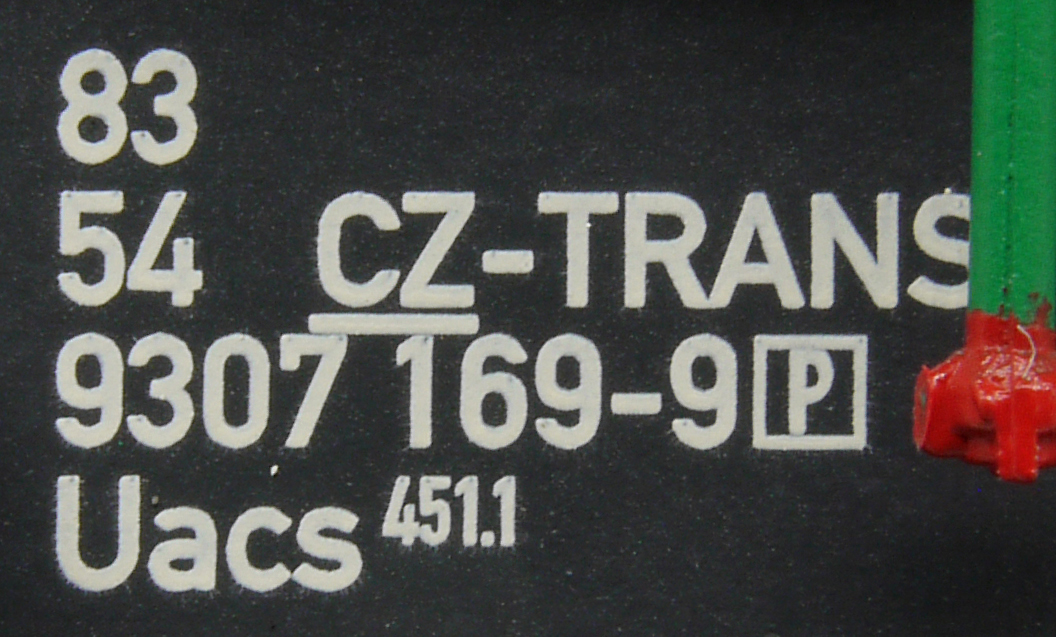 83
54 CZ-TRANS
9307 169-9 P
Uacs 451.1